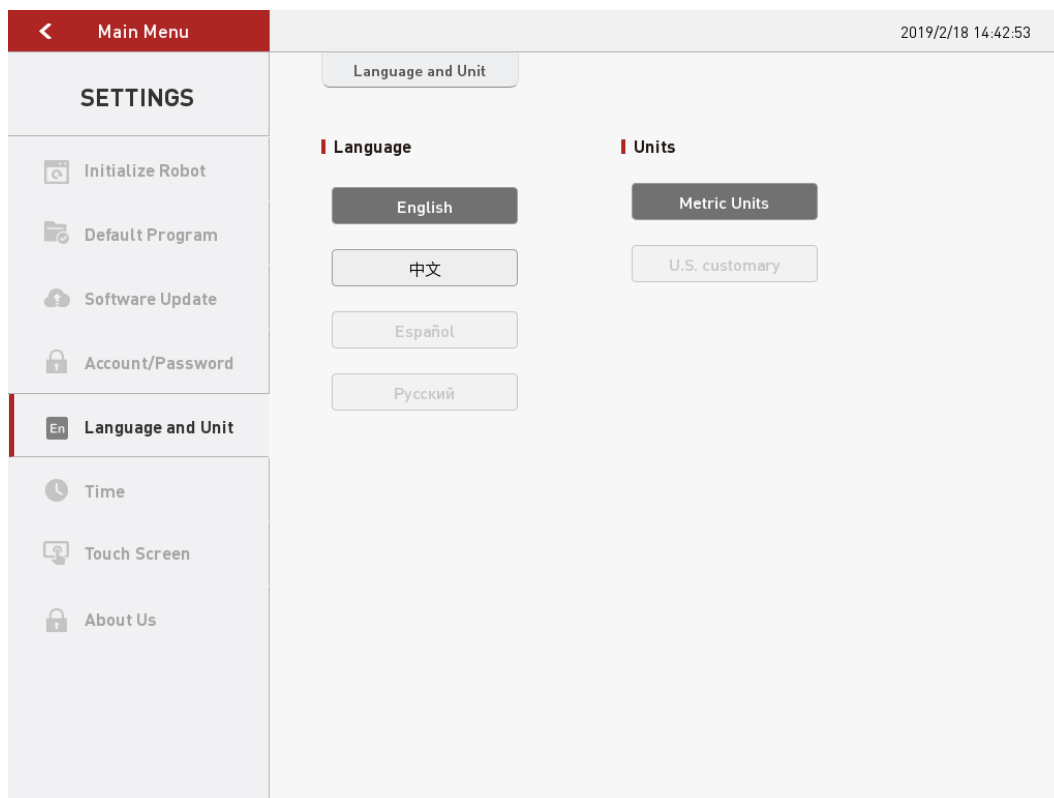 Main Menu
2019/2/18 14:42:53
SETTINGS
Initialize Robot
Default Program
Software Update
Account/Password
En
Language and Unit
Time
Touch Screen
About Us
Language and Unit
Language
English
中文
Español
Русский
Units
Metric Units
U.S. customary